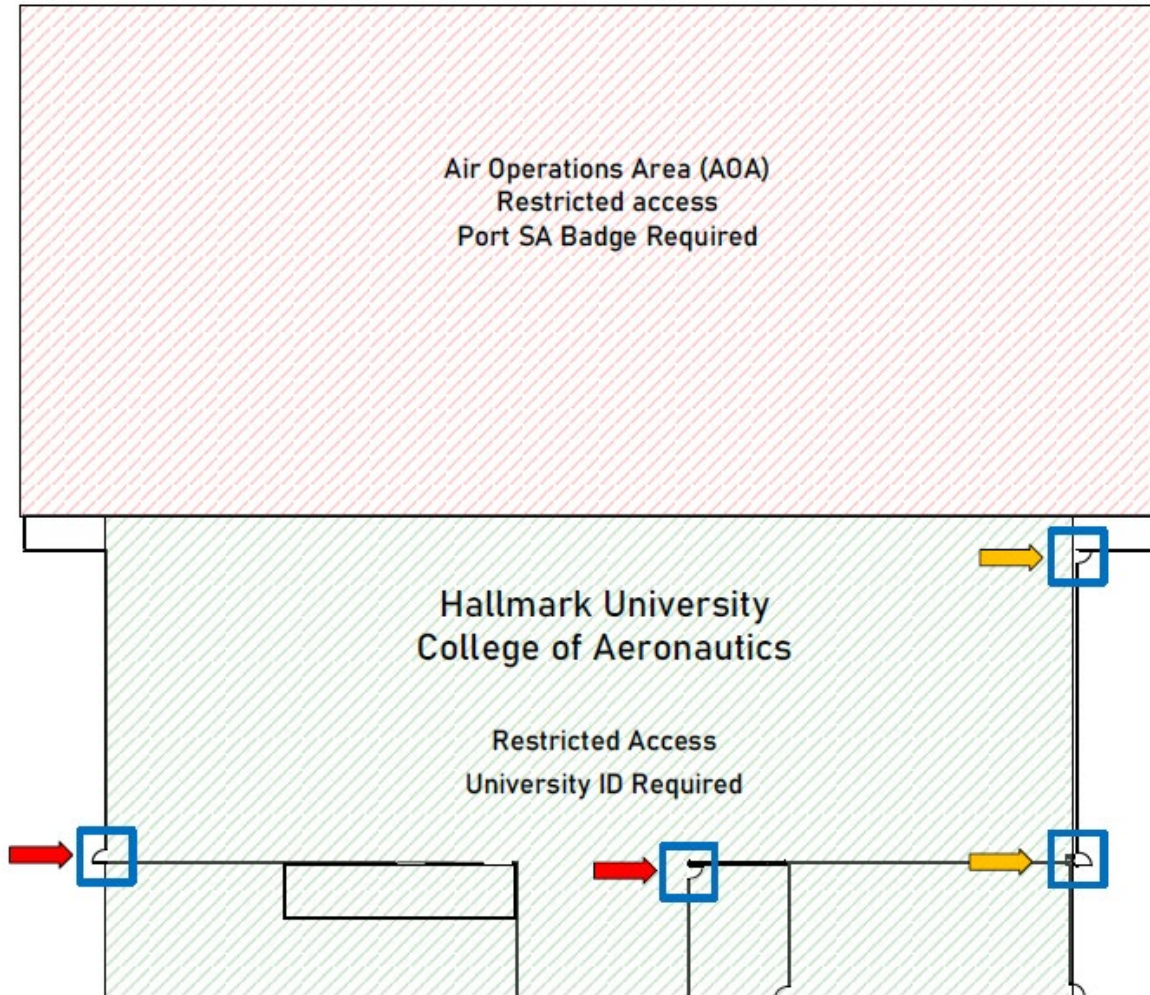 Air Operations Area (AOA)
Restricted access
Port SA Badge Required
Hallmark University
College of Aeronautics
Restricted Access
University ID Required